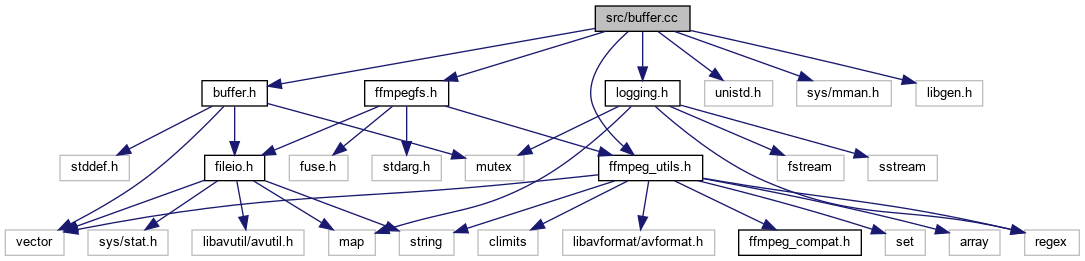 src/buffer.cc
buffer.h
ffmpegfs.h
logging.h
unistd.h
sys/mman.h
libgen.h
stddef.h
fileio.h
fuse.h
stdarg.h
mutex
ffmpeg_utils.h
fstream
sstream
vector
sys/stat.h
libavutil/avutil.h
map
string
climits
libavformat/avformat.h
ffmpeg_compat.h
set
array
regex